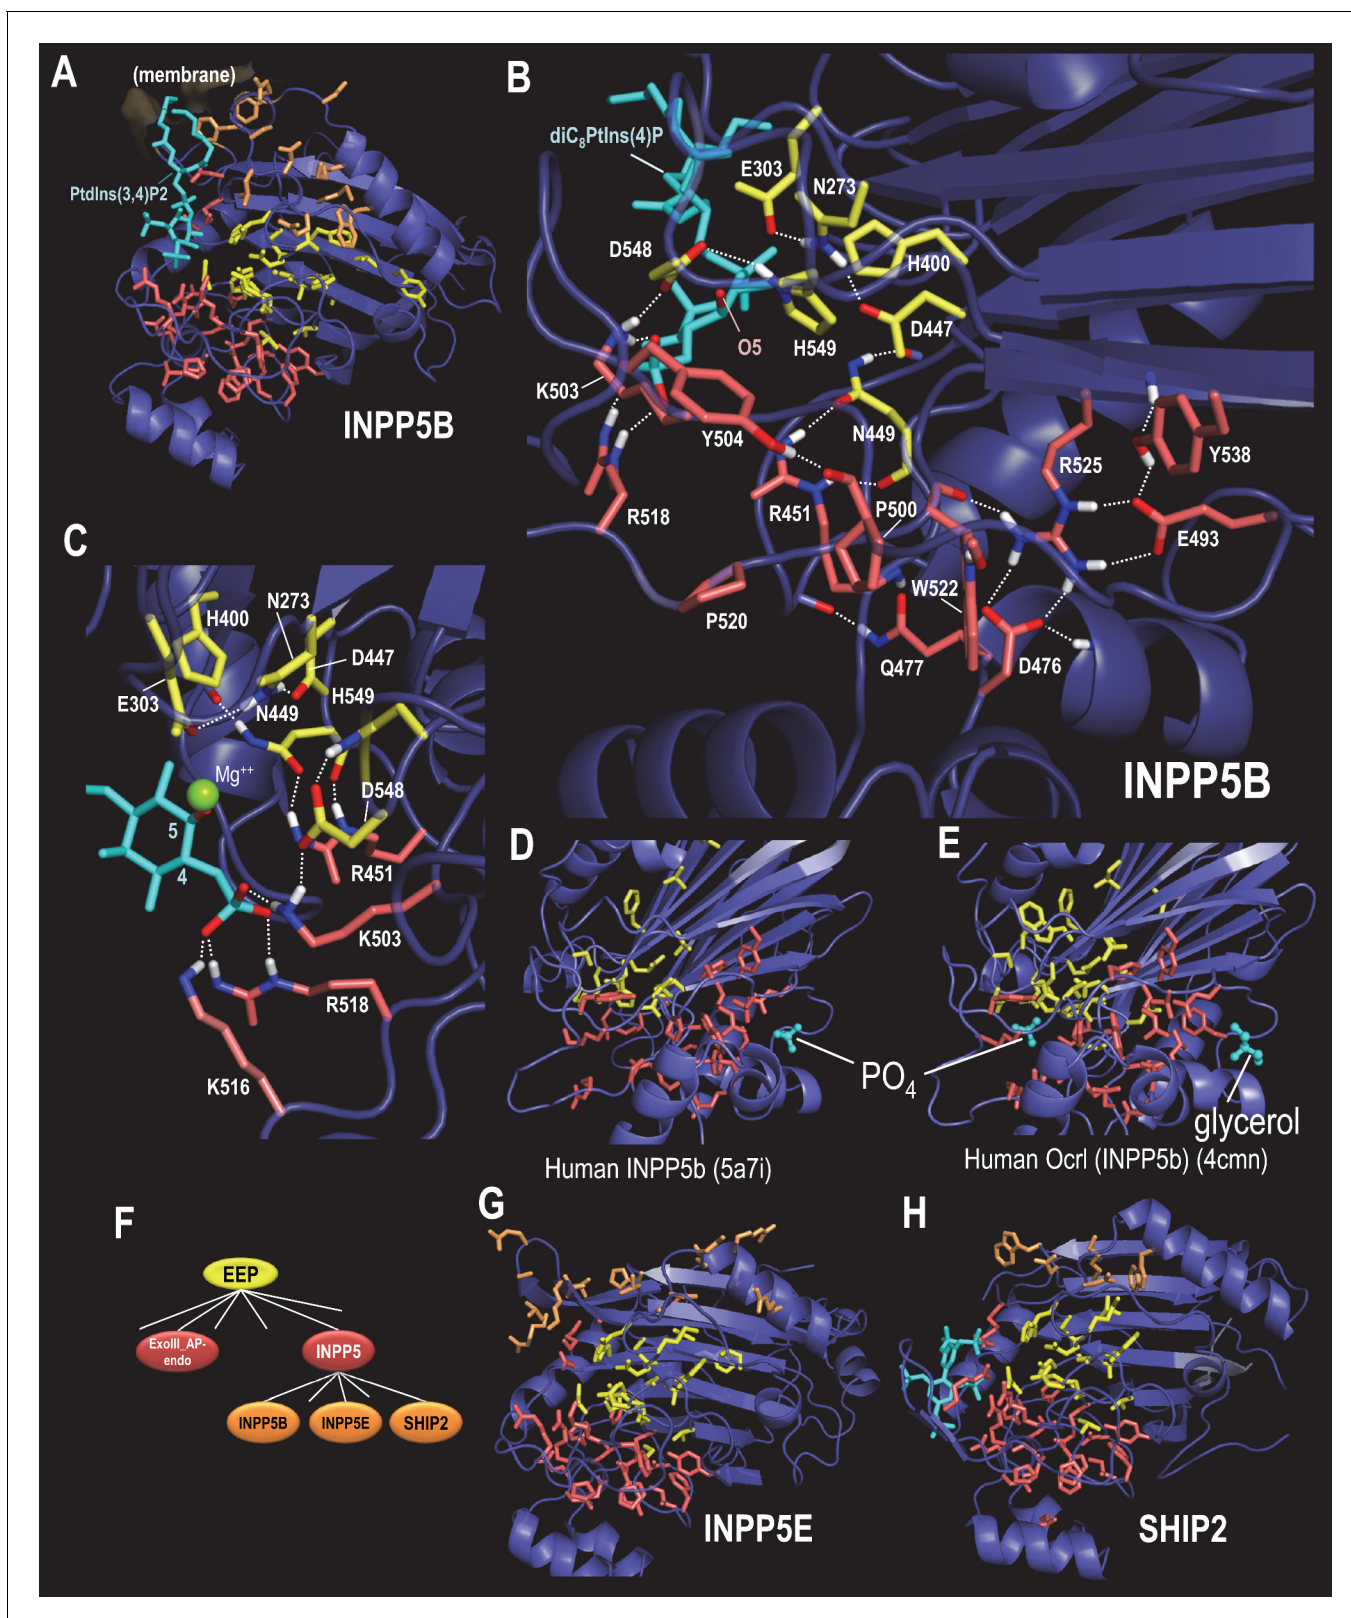 A
(membrane)
PtdIns(3,4)P2
INPP5B
B
diC₈PtIns(4)P
E303
N273
D548
H400
D447
O5
H549
K503
Y504
N449
R525
Y538
R518
R451
P500
E493
W522
P520
Q477
D476
INPP5B
C
N273
H400
D447
E303
H549
N449
Mg⁺⁺
D548
5
4
R451
K503
R518
K516
D
E
PO₄
glycerol
Human INPP5b (5a7i)
Human Ocrl (INPP5b) (4cmn)
F
EEP
ExoIII_AP-
endo
INPP5
INPP5B
INPP5E
SHIP2
G
INPP5E
H
SHIP2